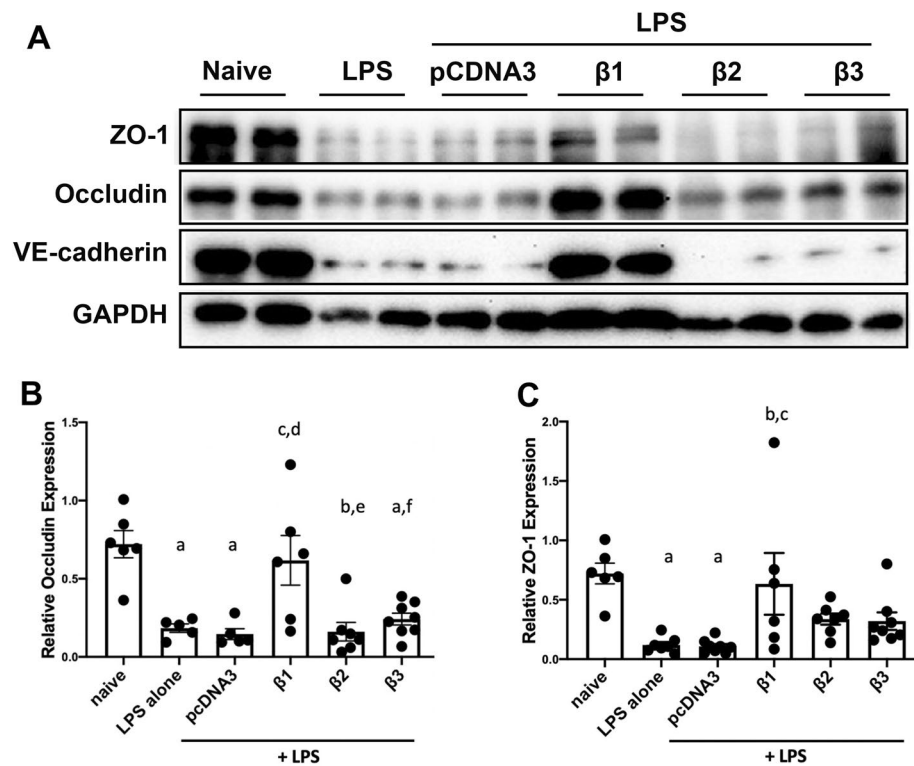 A
LPS
Naive LPS pCDNA3 β1 β2 β3
ZO-1
Occludin
VE-cadherin
GAPDH
B
Relative Occludin Expression
1.5
1.0
0.5
0.0
c,d
a a b,e a,f
naive LPS alone pcDNA3 β1 β2 β3
+ LPS
C
Relative ZO-1 Expression
2.0
1.5
1.0
0.5
0.0
b,c
a a
naive LPS alone pcDNA3 β1 β2 β3
+ LPS